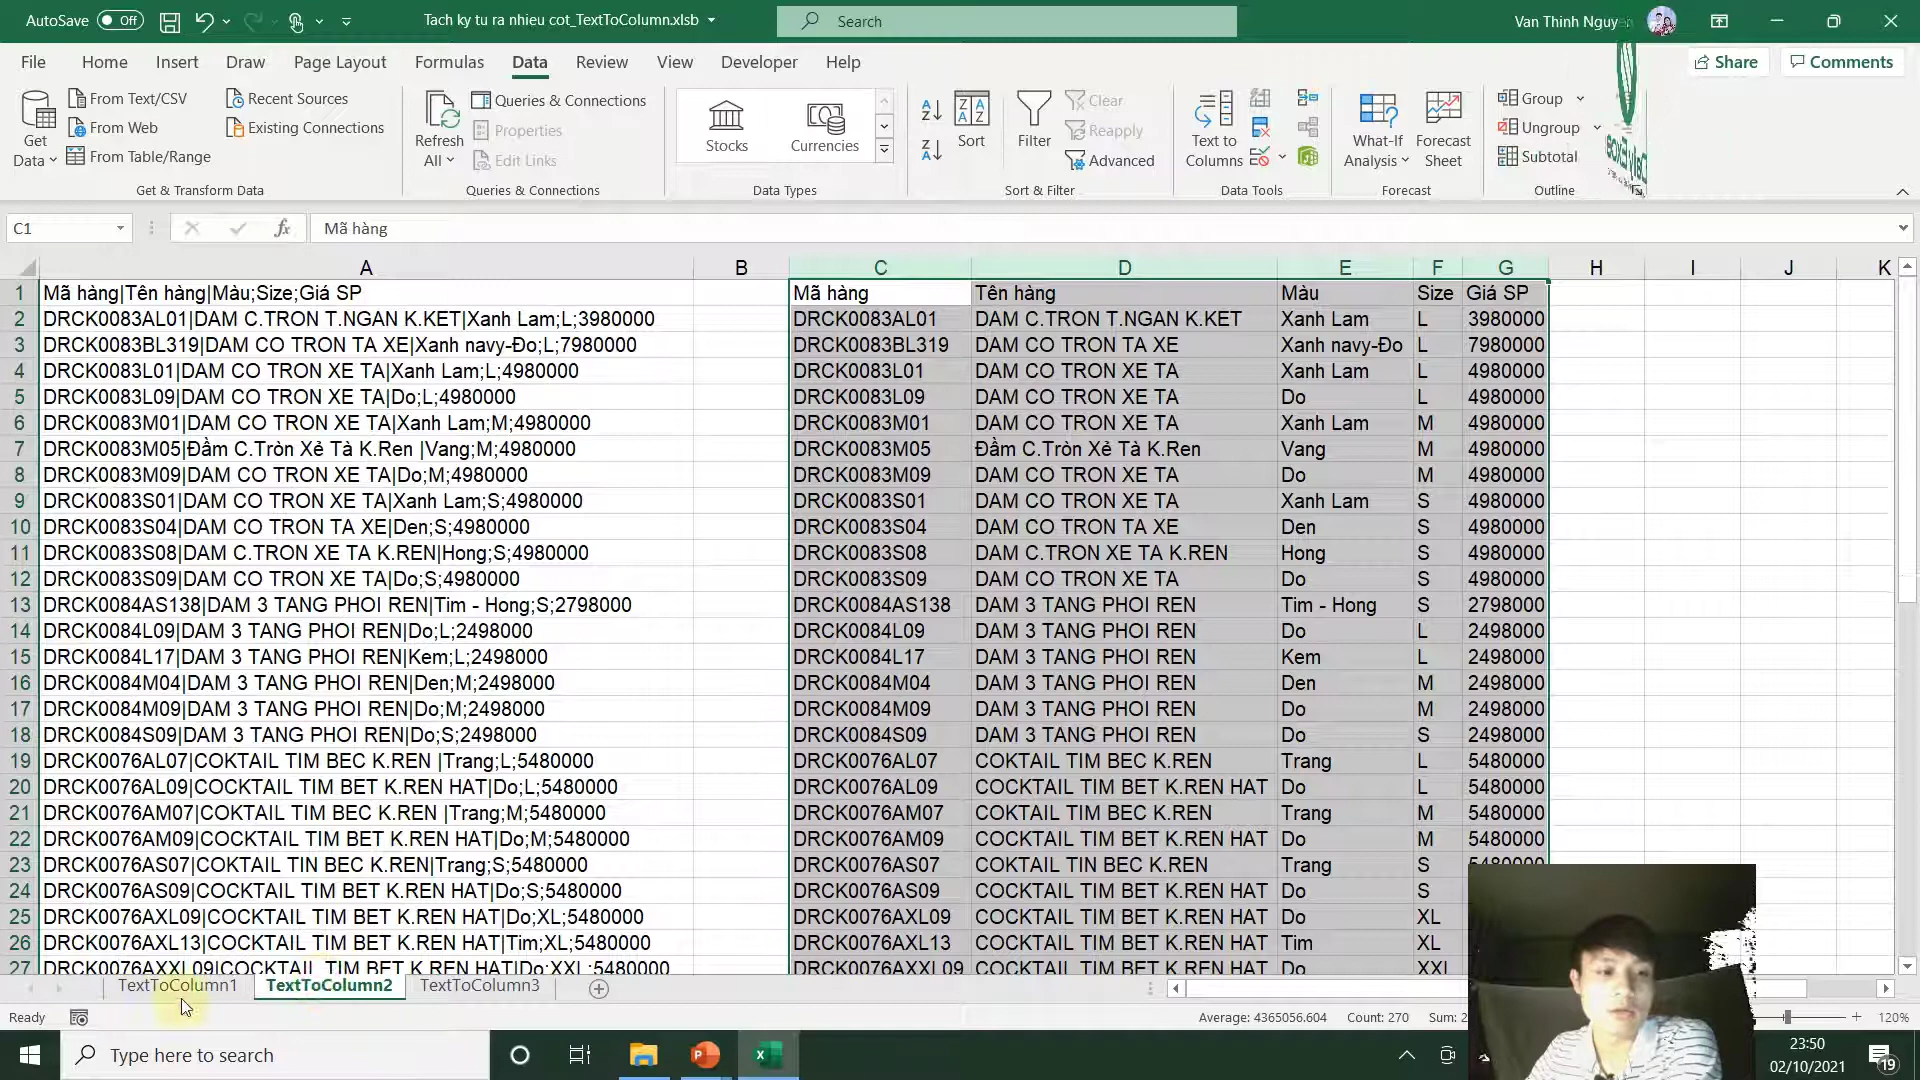 AutoSave Off Tach ky tu ra nhieu cot_TextToColumn.xlsb Search Van Thinh Nguyen
File Home Insert Draw Page Layout Formulas Data Review View Developer Help Share Comments
Get Data From Text/CSV From Web From Table/Range Recent Sources Existing Connections
Refresh All Queries & Connections Properties Edit Links
Stocks Currencies
Sort Filter Clear Reapply Advanced
Text to Columns
What-If Analysis Forecast Sheet
Group Ungroup Subtotal
Get & Transform Data Queries & Connections Data Types Sort & Filter Data Tools Forecast Outline
C1 fx Mã hàng
A B C D E F G H I J K
1 Mã hàng|Tên hàng|Màu;Size;Giá SP Mã hàng Tên hàng Màu Size Giá SP
2 DRCK0083AL01|DAM C.TRON T.NGAN K.KET|Xanh Lam;L;3980000 DRCK0083AL01 DAM C.TRON T.NGAN K.KET Xanh Lam L 3980000
3 DRCK0083BL319|DAM CO TRON TA XE|Xanh navy-Đo;L;7980000 DRCK0083BL319 DAM CO TRON TA XE Xanh navy-Đo L 7980000
4 DRCK0083L01|DAM CO TRON XE TA|Xanh Lam;L;4980000 DRCK0083L01 DAM CO TRON XE TA Xanh Lam L 4980000
5 DRCK0083L09|DAM CO TRON XE TA|Do;L;4980000 DRCK0083L09 DAM CO TRON XE TA Do L 4980000
6 DRCK0083M01|DAM CO TRON XE TA|Xanh Lam;M;4980000 DRCK0083M01 DAM CO TRON XE TA Xanh Lam M 4980000
7 DRCK0083M05|Đầm C.Tròn Xẻ Tà K.Ren |Vang;M;4980000 DRCK0083M05 Đầm C.Tròn Xẻ Tà K.Ren Vang M 4980000
8 DRCK0083M09|DAM CO TRON XE TA|Do;M;4980000 DRCK0083M09 DAM CO TRON XE TA Do M 4980000
9 DRCK0083S01|DAM CO TRON XE TA|Xanh Lam;S;4980000 DRCK0083S01 DAM CO TRON XE TA Xanh Lam S 4980000
10 DRCK0083S04|DAM CO TRON TA XE|Den;S;4980000 DRCK0083S04 DAM CO TRON TA XE Den S 4980000
11 DRCK0083S08|DAM C.TRON XE TA K.REN|Hong;S;4980000 DRCK0083S08 DAM C.TRON XE TA K.REN Hong S 4980000
12 DRCK0083S09|DAM CO TRON XE TA|Do;S;4980000 DRCK0083S09 DAM CO TRON XE TA Do S 4980000
13 DRCK0084AS138|DAM 3 TANG PHOI REN|Tim - Hong;S;2798000 DRCK0084AS138 DAM 3 TANG PHOI REN Tim - Hong S 2798000
14 DRCK0084L09|DAM 3 TANG PHOI REN|Do;L;2498000 DRCK0084L09 DAM 3 TANG PHOI REN Do L 2498000
15 DRCK0084L17|DAM 3 TANG PHOI REN|Kem;L;2498000 DRCK0084L17 DAM 3 TANG PHOI REN Kem L 2498000
16 DRCK0084M04|DAM 3 TANG PHOI REN|Den;M;2498000 DRCK0084M04 DAM 3 TANG PHOI REN Den M 2498000
17 DRCK0084M09|DAM 3 TANG PHOI REN|Do;M;2498000 DRCK0084M09 DAM 3 TANG PHOI REN Do M 2498000
18 DRCK0084S09|DAM 3 TANG PHOI REN|Do;S;2498000 DRCK0084S09 DAM 3 TANG PHOI REN Do S 2498000
19 DRCK0076AL07|COKTAIL TIM BEC K.REN |Trang;L;5480000 DRCK0076AL07 COKTAIL TIM BEC K.REN Trang L 5480000
20 DRCK0076AL09|COCKTAIL TIM BET K.REN HAT|Do;L;5480000 DRCK0076AL09 COCKTAIL TIM BET K.REN HAT Do L 5480000
21 DRCK0076AM07|COKTAIL TIM BEC K.REN |Trang;M;5480000 DRCK0076AM07 COKTAIL TIM BEC K.REN Trang M 5480000
22 DRCK0076AM09|COCKTAIL TIM BET K.REN HAT|Do;M;5480000 DRCK0076AM09 COCKTAIL TIM BET K.REN HAT Do M 5480000
23 DRCK0076AS07|COKTAIL TIN BEC K.REN|Trang;S;5480000 DRCK0076AS07 COKTAIL TIN BEC K.REN Trang S 5480000
24 DRCK0076AS09|COCKTAIL TIM BET K.REN HAT|Do;S;5480000 DRCK0076AS09 COCKTAIL TIM BET K.REN HAT Do S
25 DRCK0076AXL09|COCKTAIL TIM BET K.REN HAT|Do;XL;5480000 DRCK0076AXL09 COCKTAIL TIM BET K.REN HAT Do XL
26 DRCK0076AXL13|COCKTAIL TIM BET K.REN HAT|Tim;XL;5480000 DRCK0076AXL13 COCKTAIL TIM BET K.REN HAT Tim XL
27 DRCK0076AXXL09|COCKTAIL TIM BET K.REN HAT|Do;XXL;5480000 DRCK0076AXXL09 COCKTAIL TIM BET K.REN HAT Do XXL
TextToColumn1 TextToColumn2 TextToColumn3
Ready Average: 4365056.604 Count: 270 Sum: 2 120%
Type here to search 23:50
02/10/2021 19